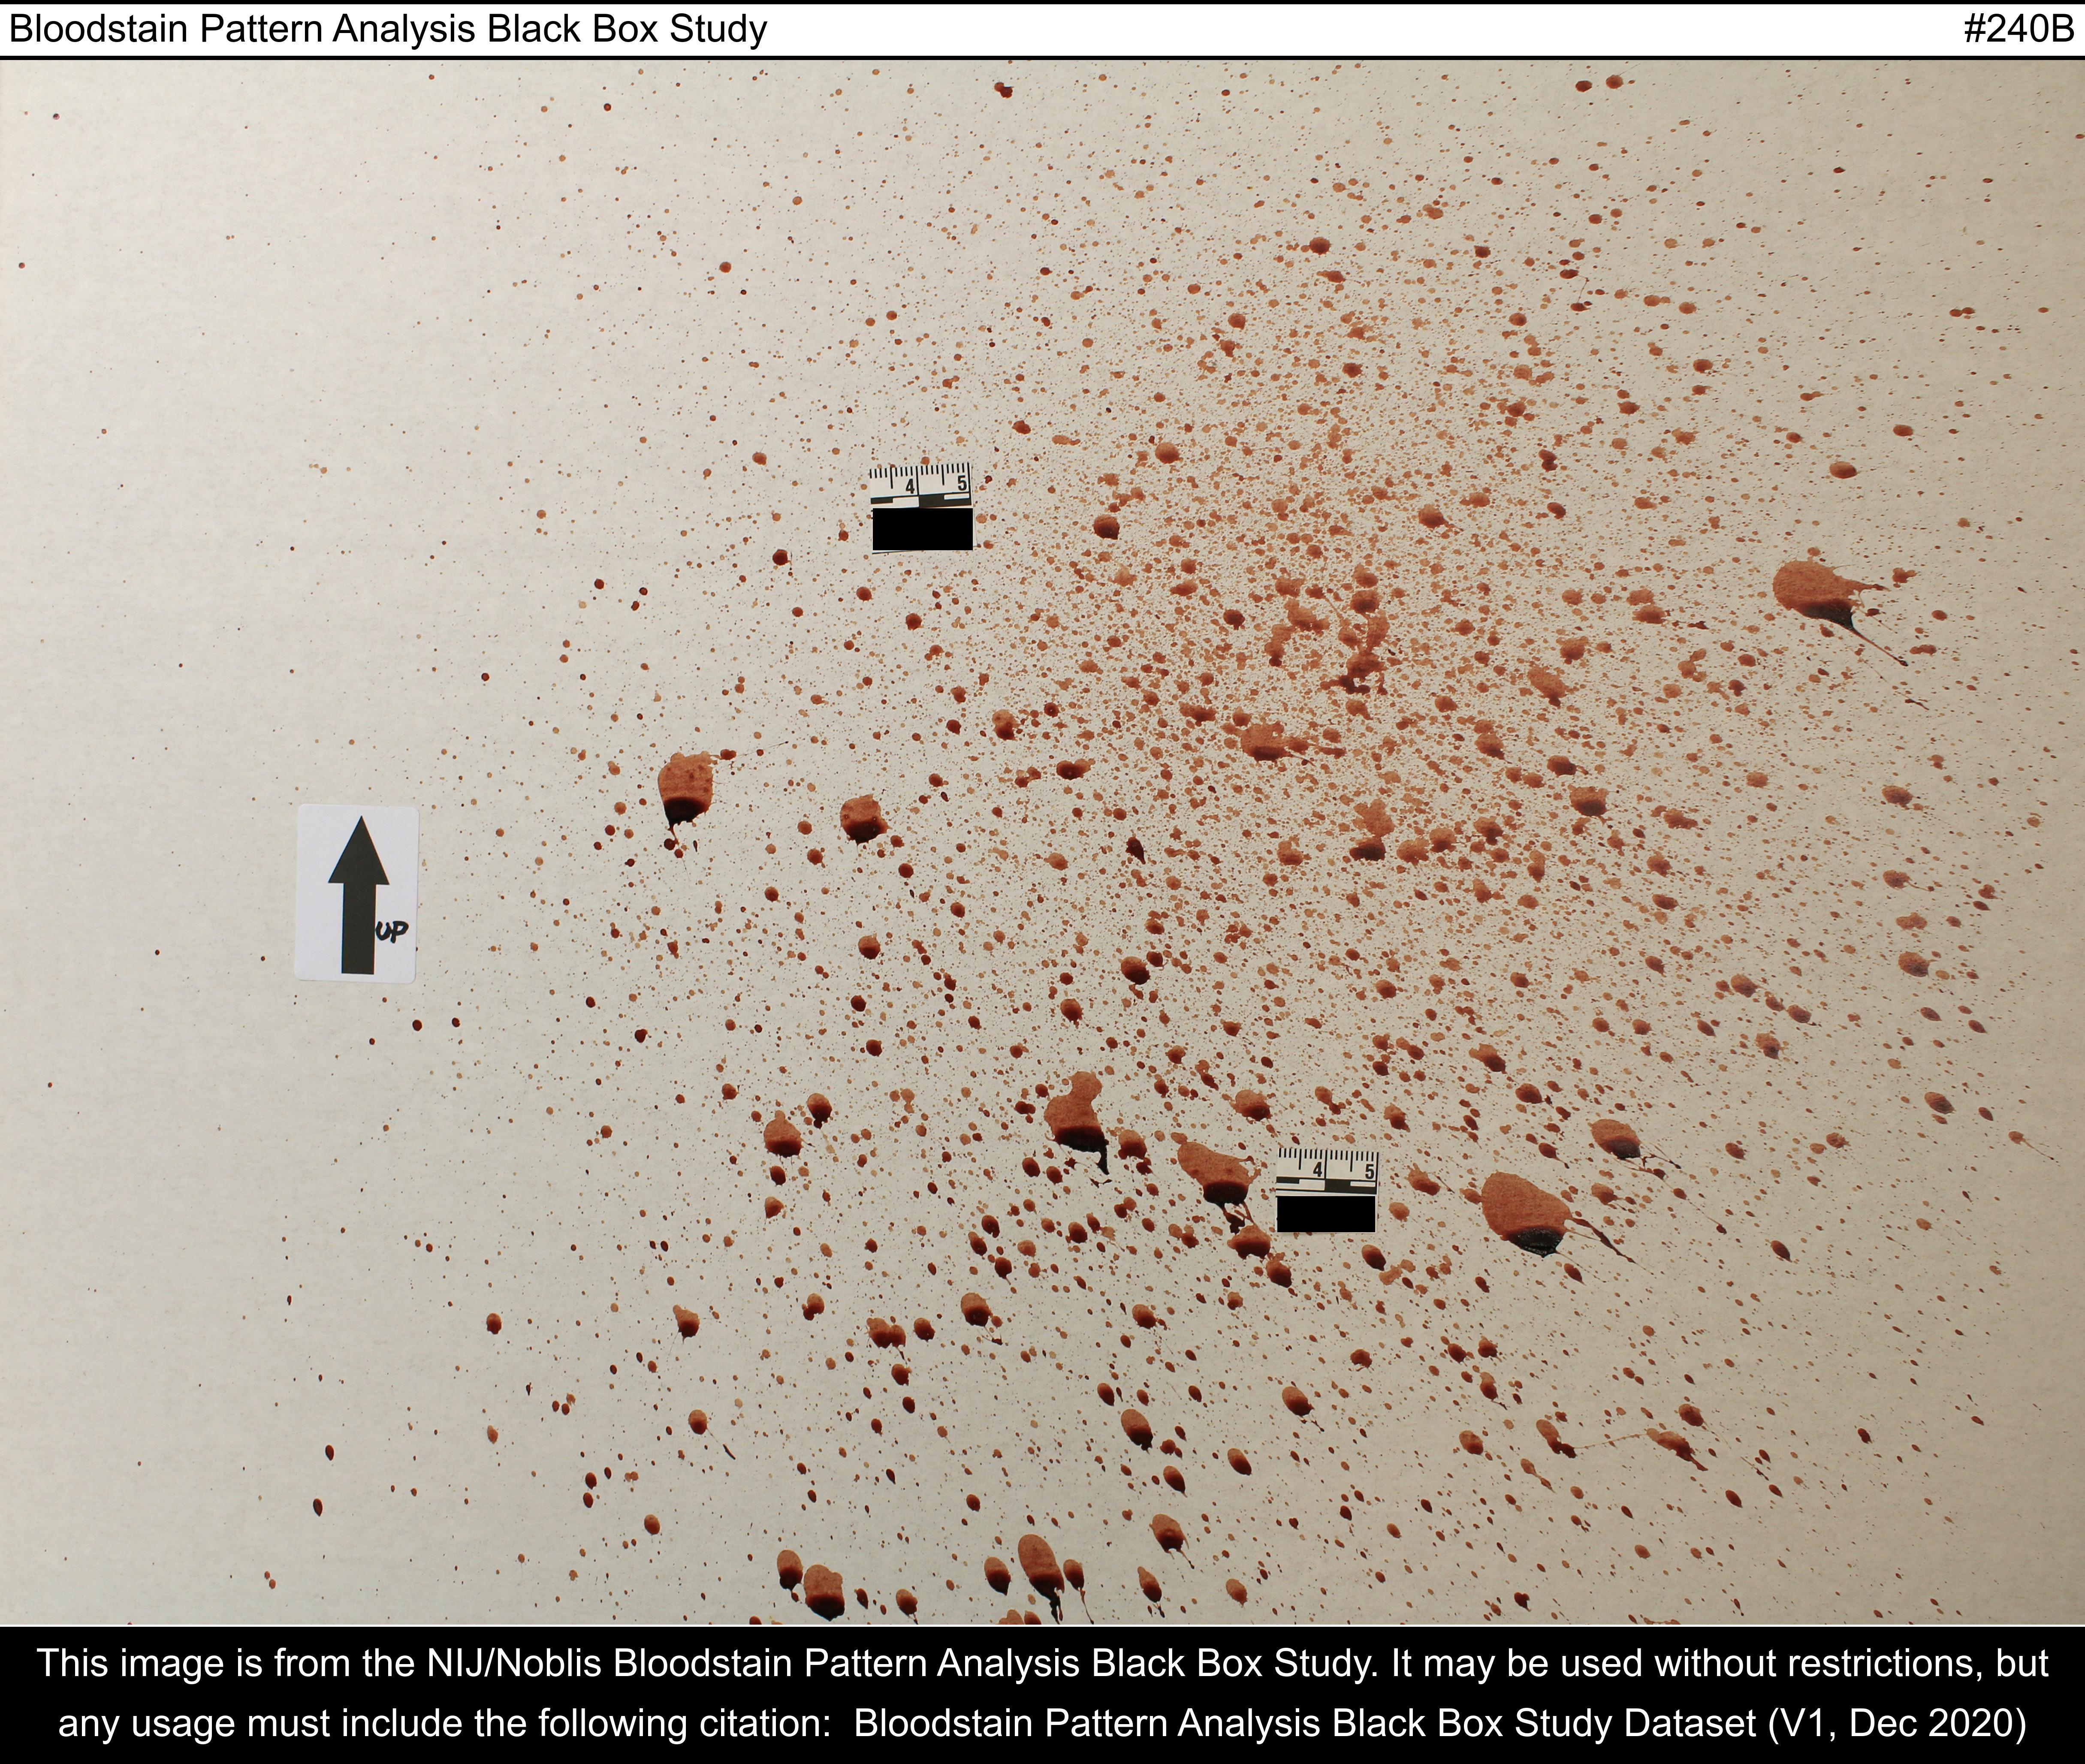 Bloodstain Pattern Analysis Black Box Study #240B
4 5
UP
4 5
This image is from the NIJ/Noblis Bloodstain Pattern Analysis Black Box Study. It may be used without restrictions, but
any usage must include the following citation:  Bloodstain Pattern Analysis Black Box Study Dataset (V1, Dec 2020)